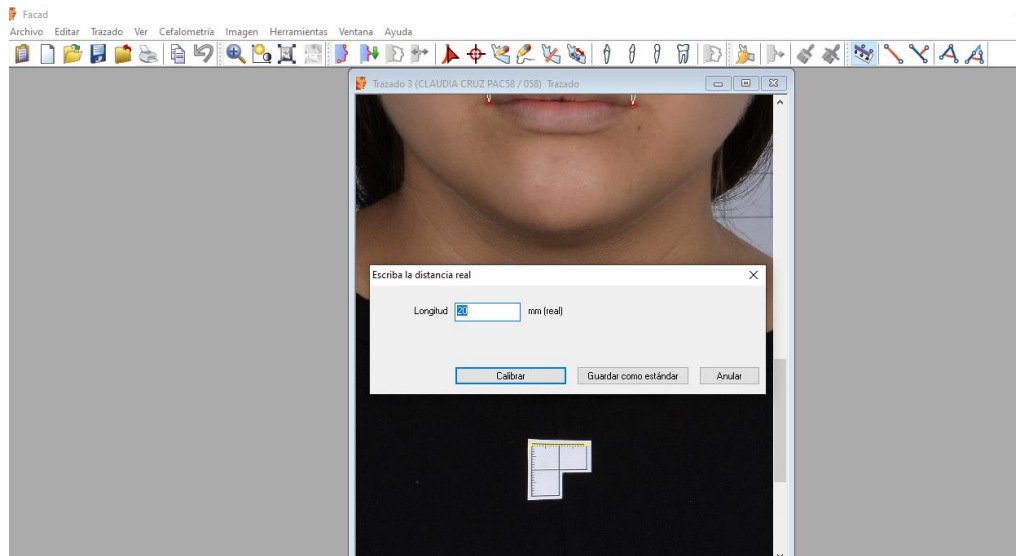 Facad
Archivo Editar Trazado Ver Cefalometría Imagen Herramientas Ventana Ayuda
Trazado 3 (CLAUDIA CRUZ PAC58 / 058) Trazado
Escriba la distancia real
Longitud 20 mm (real)
Calibrar Guardar como estándar Anular